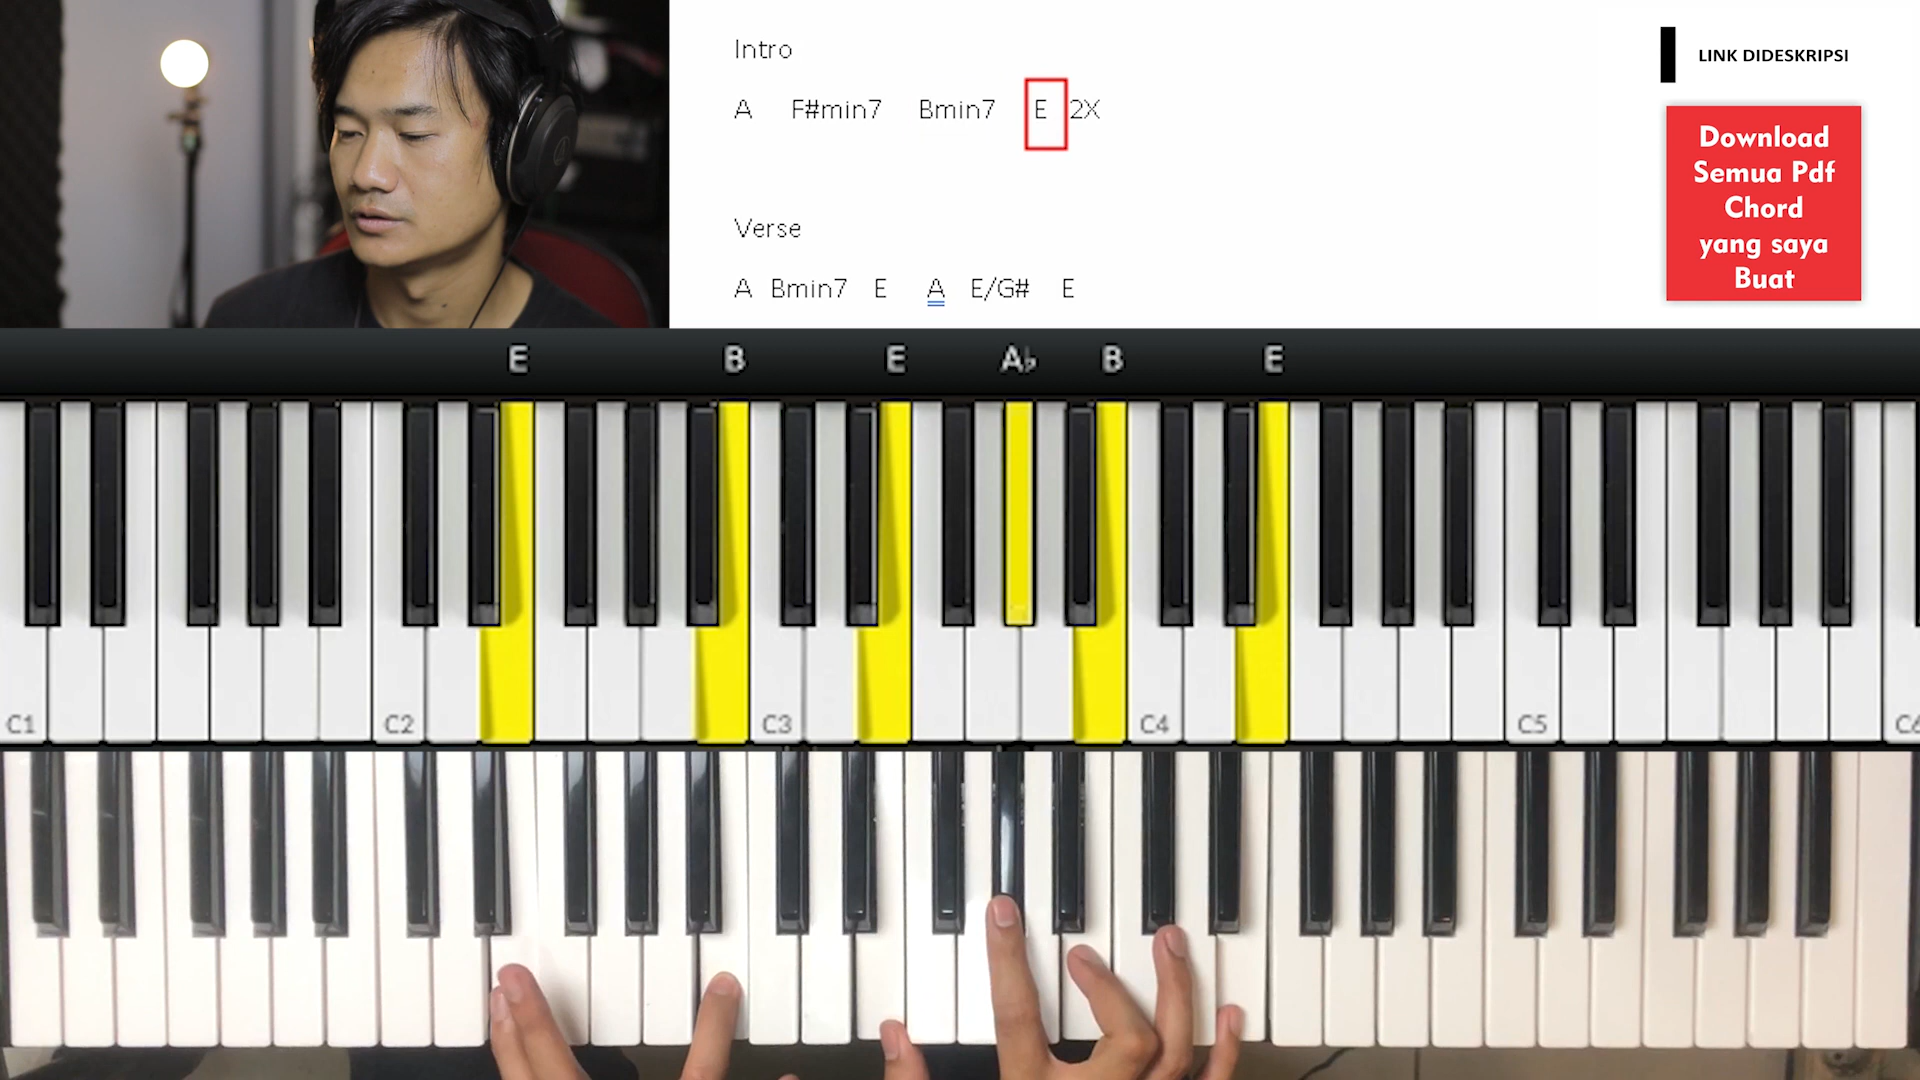 Intro
A F#min7 Bmin7 E 2X
Verse
A Bmin7 E A E/G# E
LINK DIDESKRIPSI
Download
Semua Pdf
Chord
yang saya
Buat
E B E A♭ B E
C1 C2 C3 C4 C5 C6